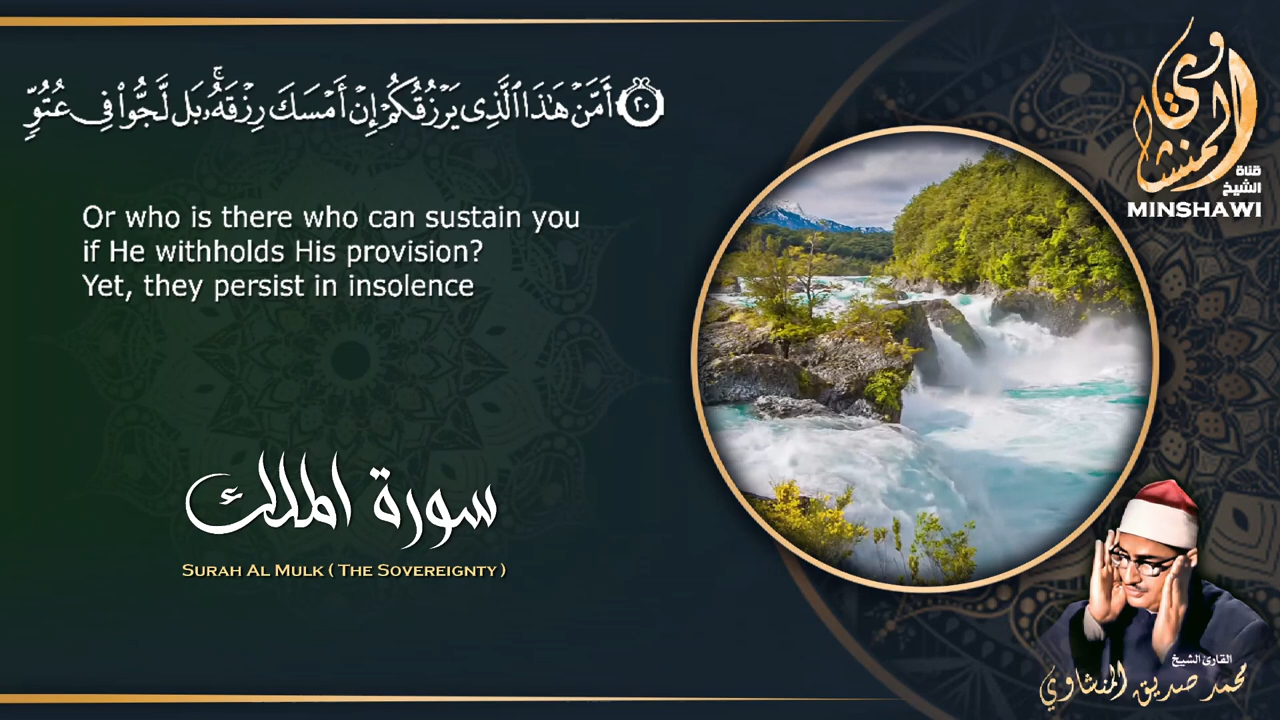 ۝٢٠ أَمَّنْ هَٰذَا ٱلَّذِى يَرْزُقُكُمْ إِنْ أَمْسَكَ رِزْقَهُۥ ۚ بَل لَّجُّوا۟ فِى عُتُوٍّ
Or who is there who can sustain you
if He withholds His provision?
Yet, they persist in insolence
سورة الملك
SURAH AL MULK ( THE SOVEREIGNTY )
المنشاوي
قناة
الشيخ
MINSHAWI
القارئ الشيخ
محمد صديق المنشاوي